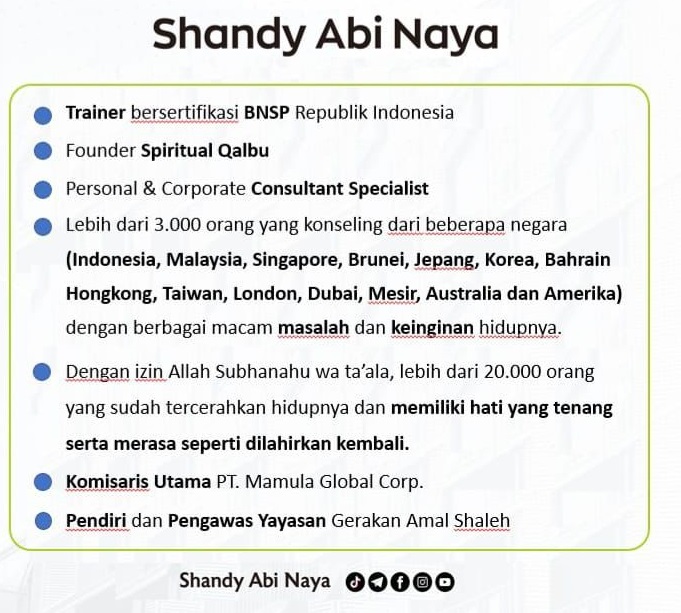 Shandy Abi Naya
Trainer bersertifikasi BNSP Republik Indonesia
Founder Spiritual Qalbu
Personal & Corporate Consultant Specialist
Lebih dari 3.000 orang yang konseling dari beberapa negara
(Indonesia, Malaysia, Singapore, Brunei, Jepang, Korea, Bahrain
Hongkong, Taiwan, London, Dubai, Mesir, Australia dan Amerika)
dengan berbagai macam masalah dan keinginan hidupnya.
Dengan izin Allah Subhanahu wa ta’ala, lebih dari 20.000 orang
yang sudah tercerahkan hidupnya dan memiliki hati yang tenang
serta merasa seperti dilahirkan kembali.
Komisaris Utama PT. Mamula Global Corp.
Pendiri dan Pengawas Yayasan Gerakan Amal Shaleh
Shandy Abi Naya